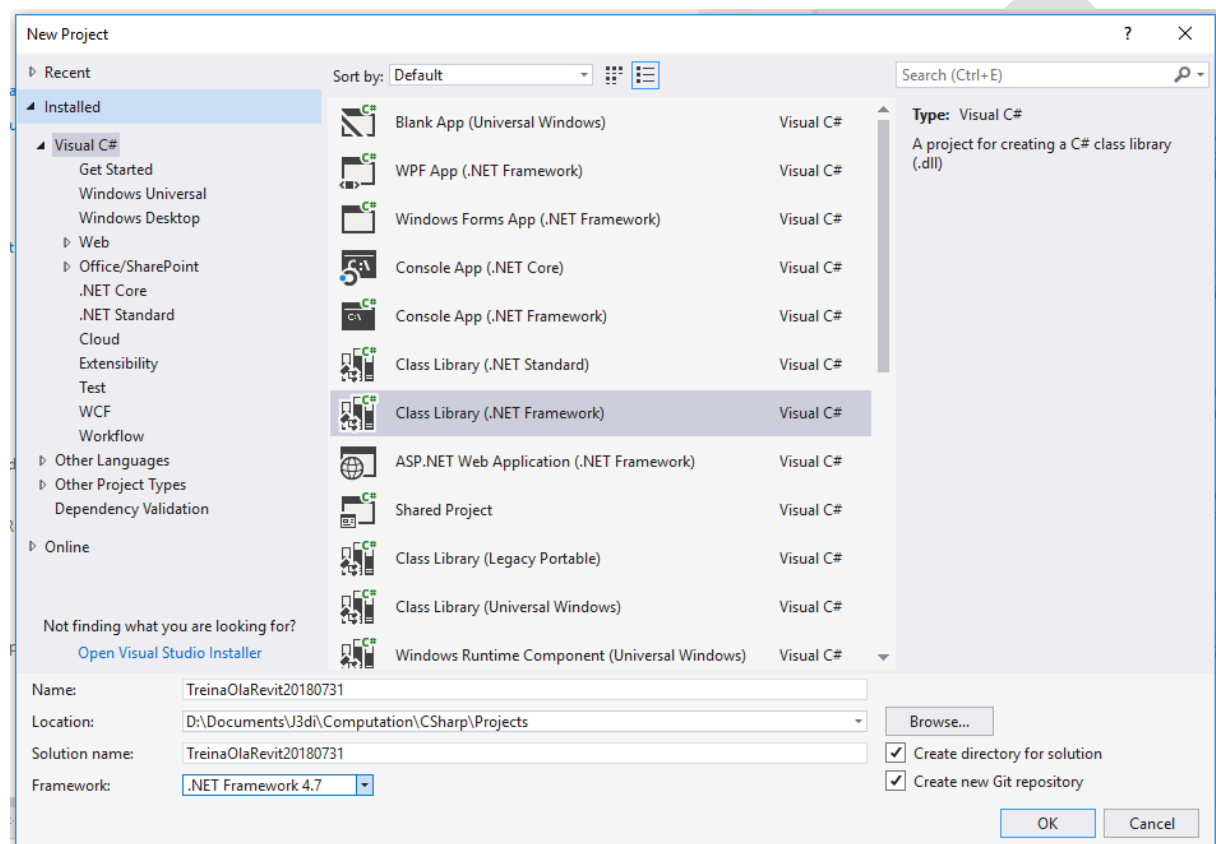 New Project
?
Recent
Installed
Visual C#
Get Started
Windows Universal
Windows Desktop
Web
Office/SharePoint
.NET Core
.NET Standard
Cloud
Extensibility
Test
WCF
Workflow
Other Languages
Other Project Types
Dependency Validation
Online
Not finding what you are looking for?
Open Visual Studio Installer
Sort by: Default
Blank App (Universal Windows) Visual C#
WPF App (.NET Framework) Visual C#
Windows Forms App (.NET Framework) Visual C#
Console App (.NET Core) Visual C#
Console App (.NET Framework) Visual C#
Class Library (.NET Standard) Visual C#
Class Library (.NET Framework) Visual C#
ASP.NET Web Application (.NET Framework) Visual C#
Shared Project Visual C#
Class Library (Legacy Portable) Visual C#
Class Library (Universal Windows) Visual C#
Windows Runtime Component (Universal Windows) Visual C#
Search (Ctrl+E)
Type: Visual C#
A project for creating a C# class library
(.dll)
Name: TreinaOlaRevit20180731
Location: D:\Documents\J3di\Computation\CSharp\Projects
Browse...
Solution name: TreinaOlaRevit20180731
Create directory for solution
Framework: .NET Framework 4.7
Create new Git repository
OK Cancel